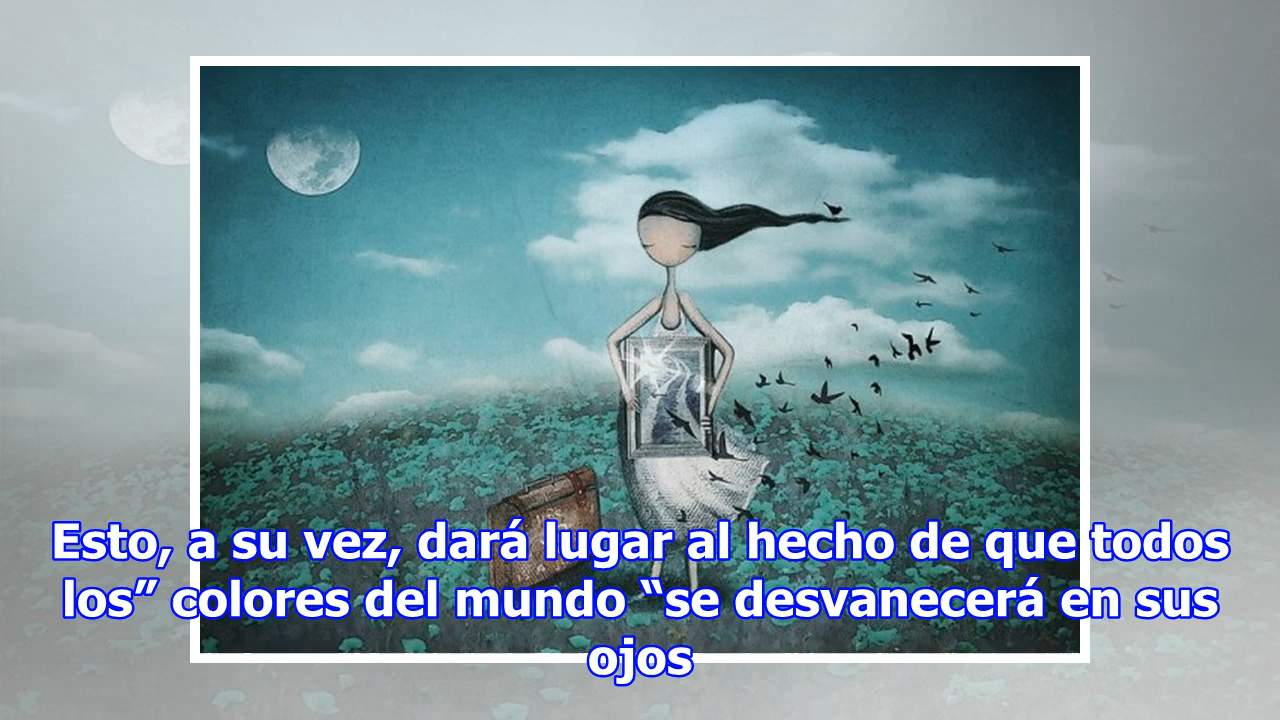 Esto, a su vez, dará lugar al hecho de que todos
los” colores del mundo “se desvanecerá en sus
ojos